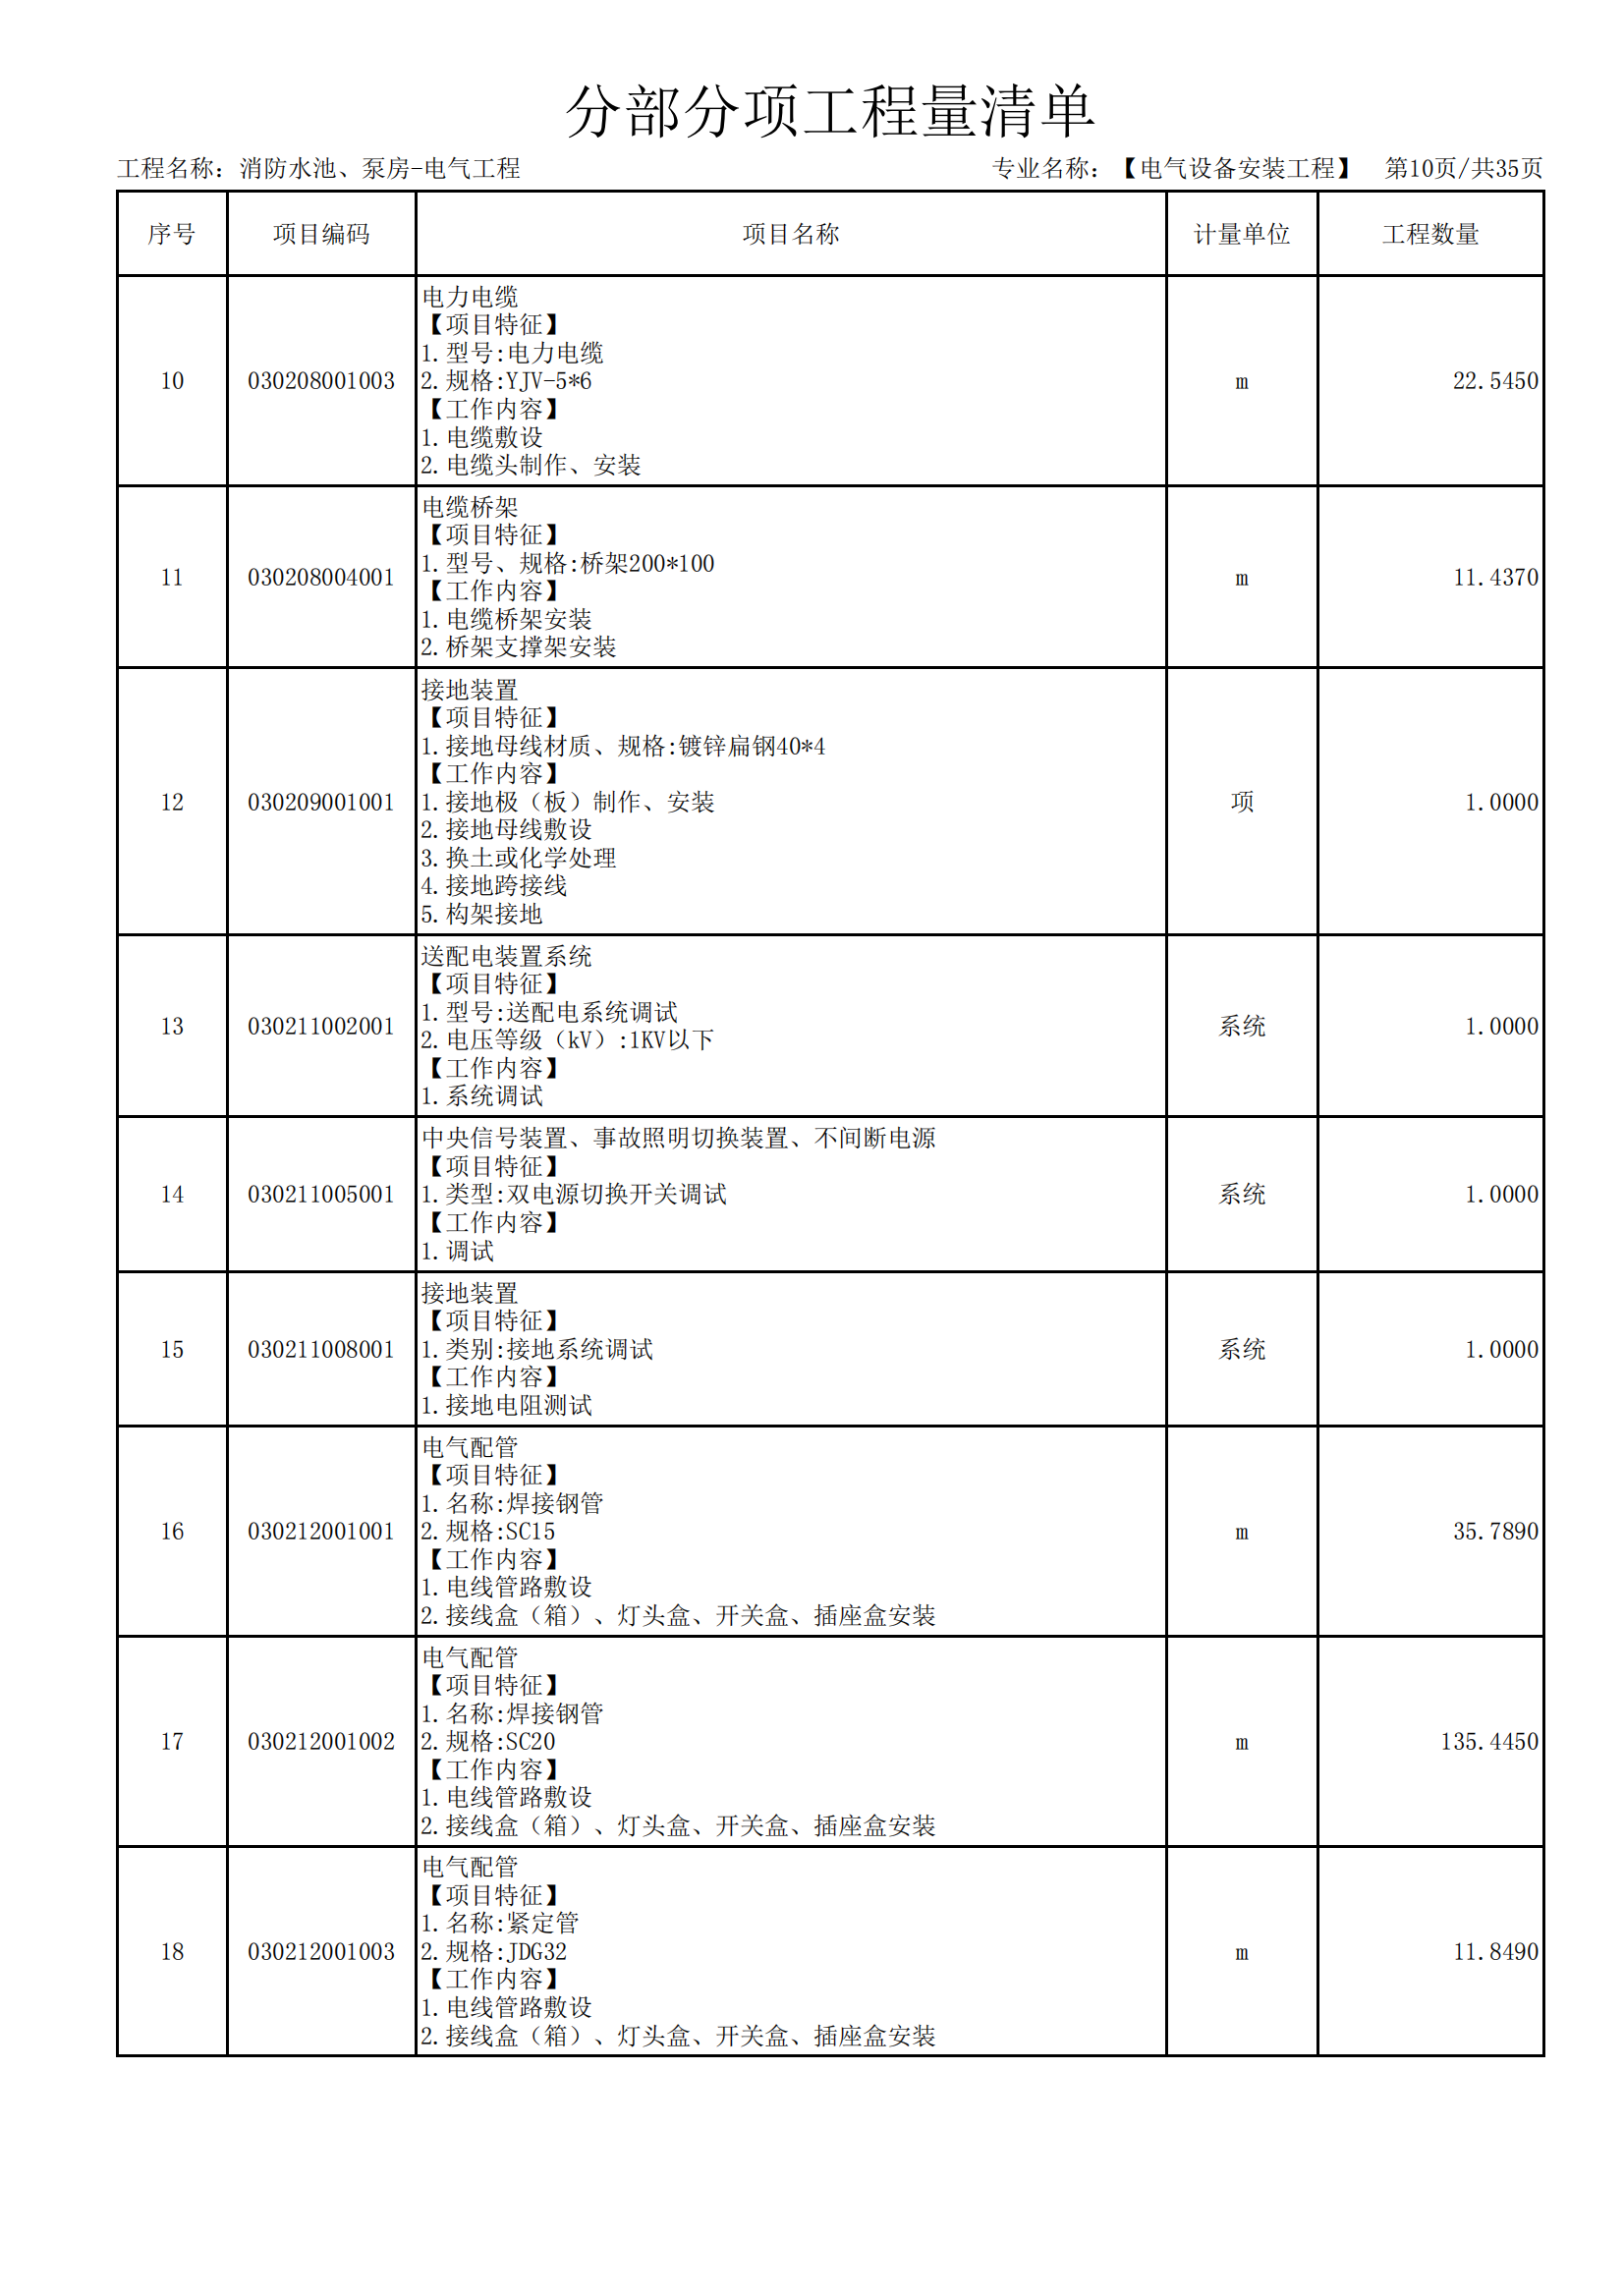 分部分项工程量清单
工程名称：消防水池、泵房-电气工程 专业名称：【电气设备安装工程】 第10页/共35页
序号 项目编码 项目名称 计量单位 工程数量
电力电缆
【项目特征】
1.型号:电力电缆
10 030208001003 2.规格:YJV-5*6 m 22.5450
【工作内容】
1.电缆敷设
2.电缆头制作、安装
电缆桥架
【项目特征】
1.型号、规格:桥架200*100
11 030208004001 【工作内容】 m 11.4370
1.电缆桥架安装
2.桥架支撑架安装
接地装置
【项目特征】
1.接地母线材质、规格:镀锌扁钢40*4
【工作内容】
12 030209001001 1.接地极（板）制作、安装 项 1.0000
2.接地母线敷设
3.换土或化学处理
4.接地跨接线
5.构架接地
送配电装置系统
【项目特征】
1.型号:送配电系统调试
13 030211002001 2.电压等级（kV）:1KV以下 系统 1.0000
【工作内容】
1.系统调试
中央信号装置、事故照明切换装置、不间断电源
【项目特征】
14 030211005001 1.类型:双电源切换开关调试 系统 1.0000
【工作内容】
1.调试
接地装置
【项目特征】
15 030211008001 1.类别:接地系统调试 系统 1.0000
【工作内容】
1.接地电阻测试
电气配管
【项目特征】
1.名称:焊接钢管
16 030212001001 2.规格:SC15 m 35.7890
【工作内容】
1.电线管路敷设
2.接线盒（箱）、灯头盒、开关盒、插座盒安装
电气配管
【项目特征】
1.名称:焊接钢管
17 030212001002 2.规格:SC20 m 135.4450
【工作内容】
1.电线管路敷设
2.接线盒（箱）、灯头盒、开关盒、插座盒安装
电气配管
【项目特征】
1.名称:紧定管
18 030212001003 2.规格:JDG32 m 11.8490
【工作内容】
1.电线管路敷设
2.接线盒（箱）、灯头盒、开关盒、插座盒安装